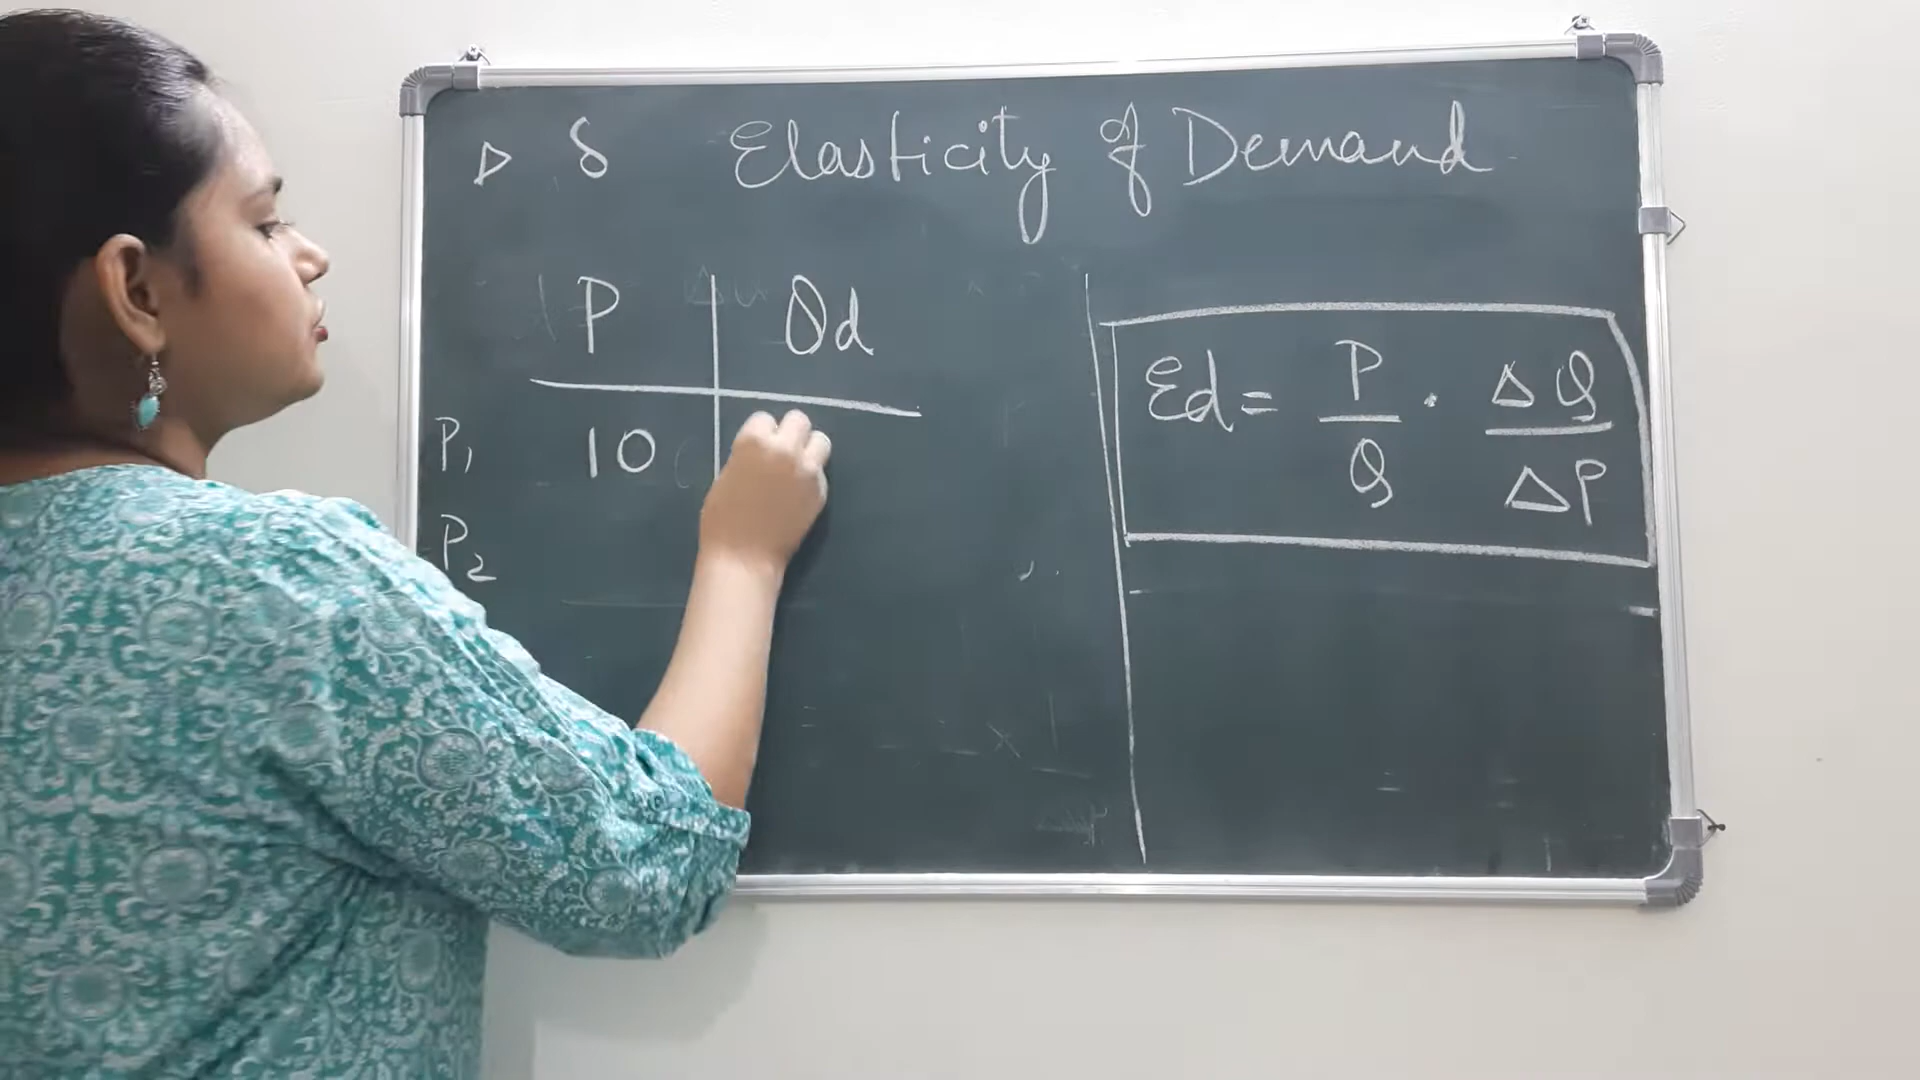 Δ δ Elasticity of Demand
P Qd
P1 10
P2
Ed = P/Q · ΔQ/ΔP